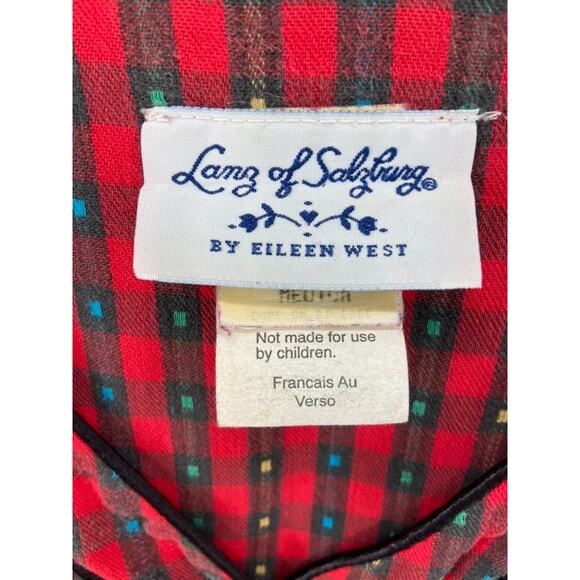 Lanz of Salzburg®
BY EILEEN WEST
MEDIUM
Not made for use
by children.
Francais Au
Verso